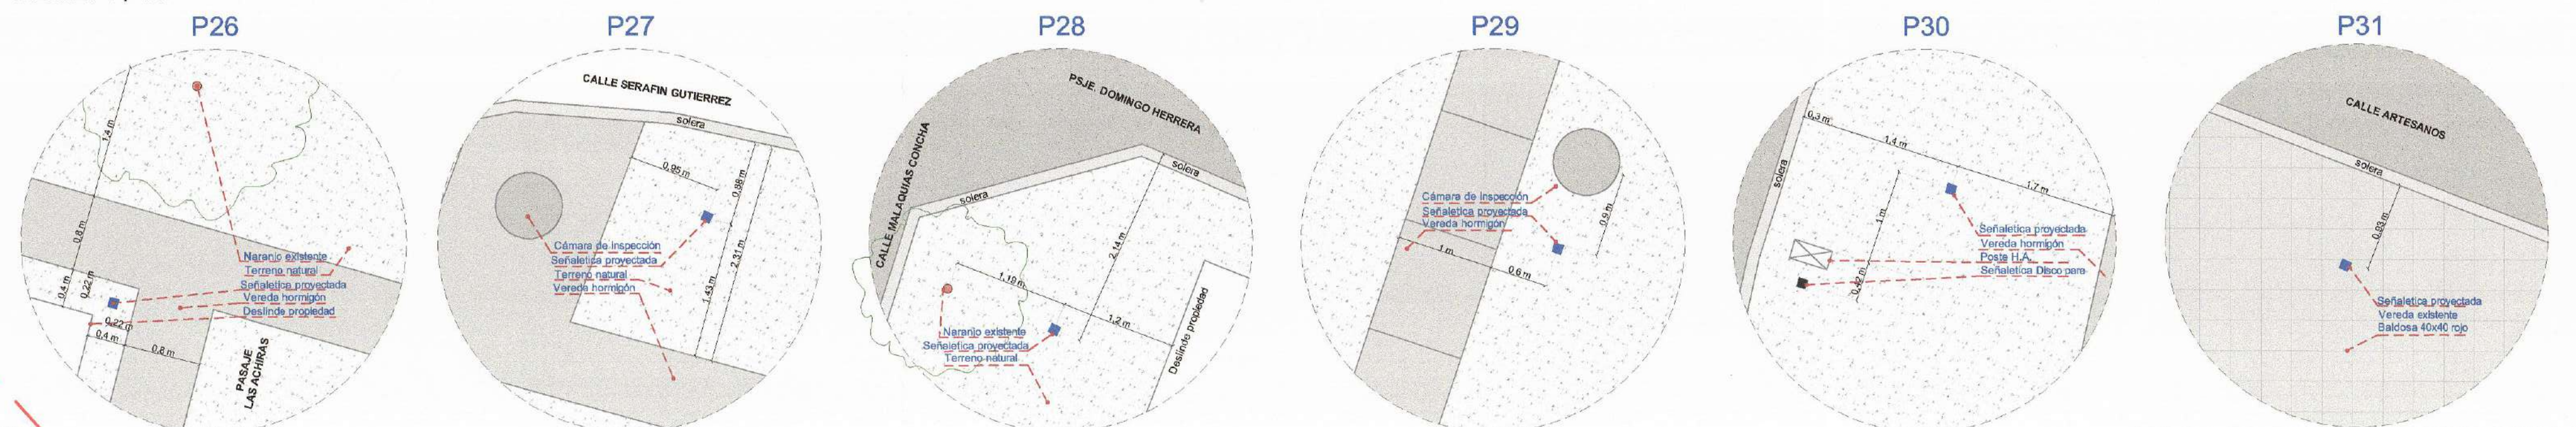 P26
1,4 m
0,8 m
0,4 m
0,22 m
Naranjo existente
Terreno natural
Señaletica proyectada
Vereda hormigón
Deslinde propiedad
0,22 m
0,4 m
0,8 m
PASAJE
LAS ACHIRAS
P27
CALLE SERAFIN GUTIERREZ
solera
0,95 m
0,88 m
2,31 m
1,43 m
Cámara de inspección
Señaletica proyectada
Terreno natural
Vereda hormigón
P28
PSJE. DOMINGO HERRERA
CALLE MALAQUIAS CONCHA
solera
solera
2,14 m
1,19 m
1,2 m
Naranjo existente
Señaletica proyectada
Terreno natural
Deslinde propiedad
P29
Cámara de inspección
Señaletica proyectada
Vereda hormigón
0,9 m
1 m
0,6 m
P30
0,3 m
1,4 m
1,7 m
solera
1 m
Señaletica proyectada
Vereda hormigón
Poste H.A.
Señaletica Disco pare
P31
CALLE ARTESANOS
solera
0,93 m
Señaletica proyectada
Vereda existente
Baldosa 40x40 rojo